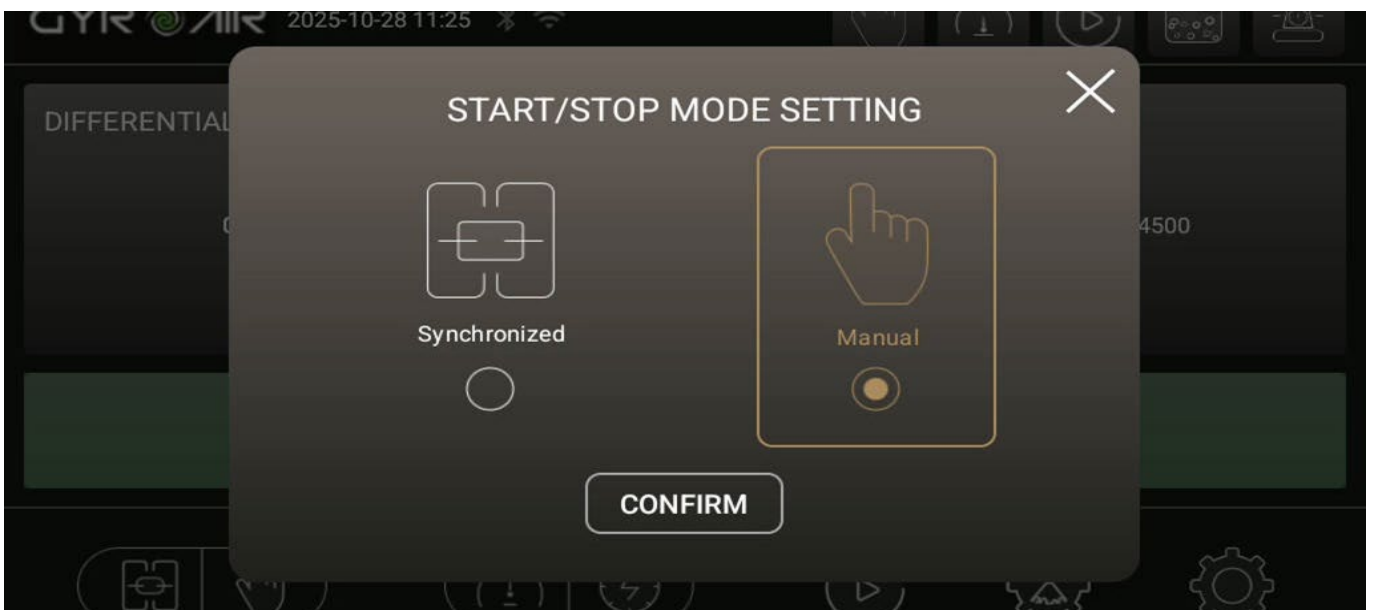 GYR AIR 2025-10-28 11:25
START/STOP MODE SETTING
DIFFERENTIAL
4500
Synchronized
Manual
CONFIRM